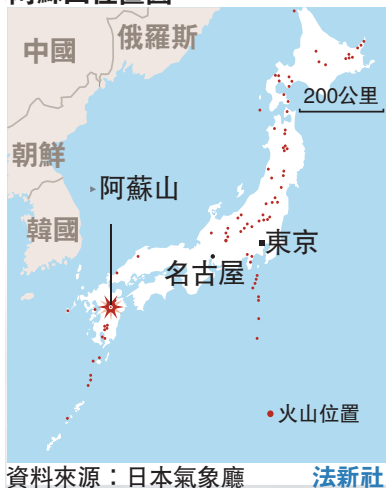 阿蘇山位置圖
中國
俄羅斯
200公里
朝鮮
阿蘇山
韓國
東京
名古屋
火山位置
資料來源：日本氣象廳
法新社